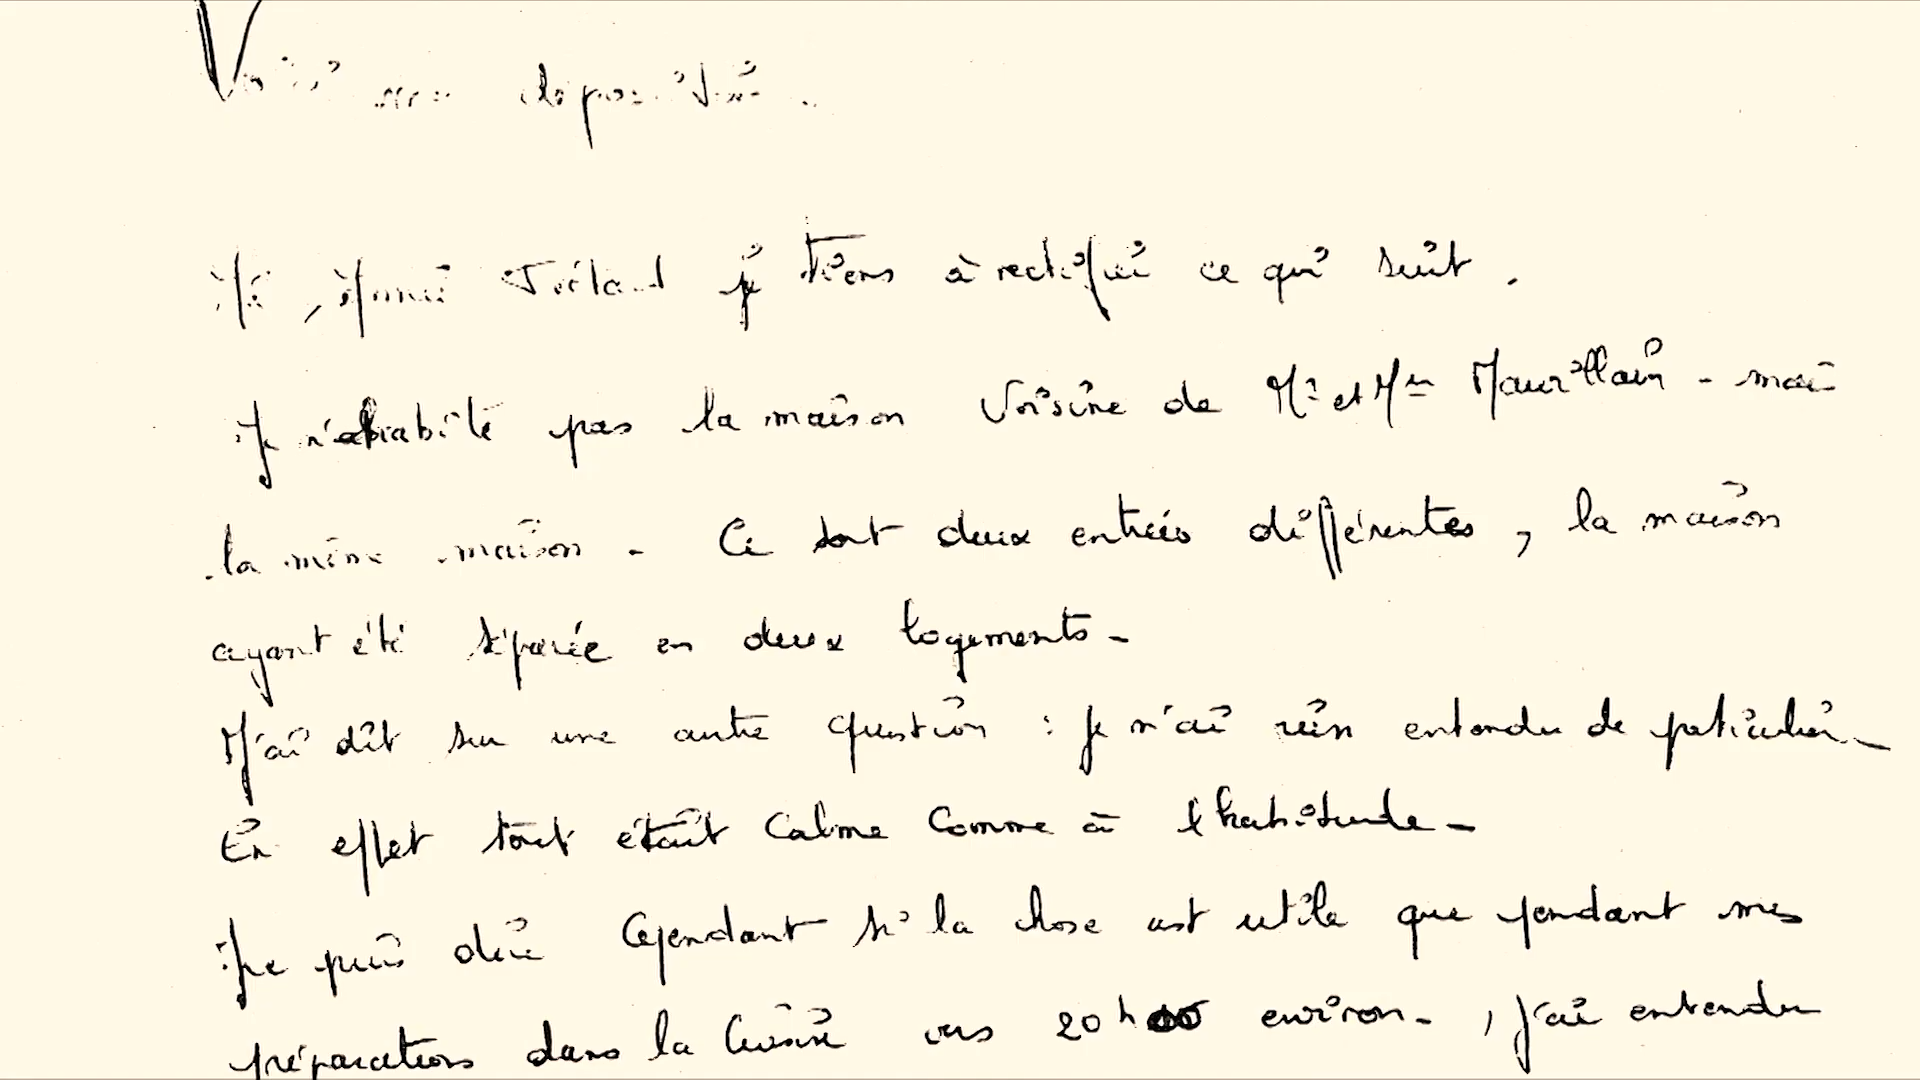 Voici ma déposition.
je tiens à rectifier ce qui suit.
Je n'habite pas la maison voisine de Mr et Mme Maurillain - mais
la même maison - Ce sont deux entrées différentes, la maison
ayant été séparée en deux logements -
J'ai dit sur une autre question : je n'ai rien entendu de particulier -
En effet tout était calme comme à l'habitude -
Je puis dire cependant si la chose est utile que pendant mes
préparations dans la cuisine vers 20 h environ - , j'ai entendu